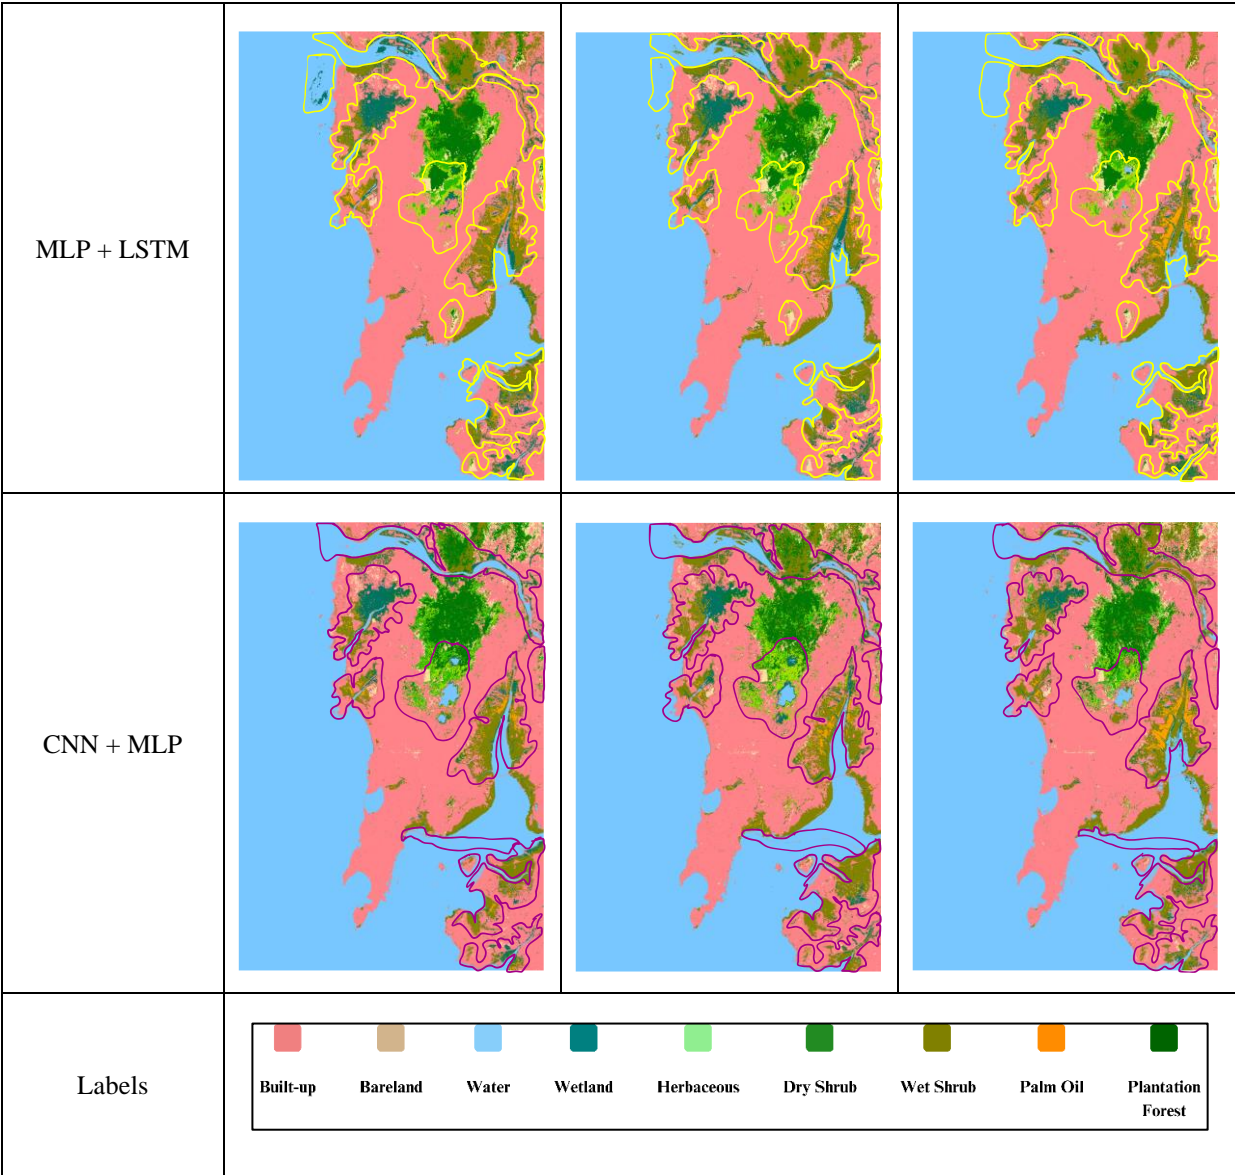 MLP + LSTM
CNN + MLP
Labels
Built-up Bareland Water Wetland Herbaceous Dry Shrub Wet Shrub Palm Oil Plantation
Forest